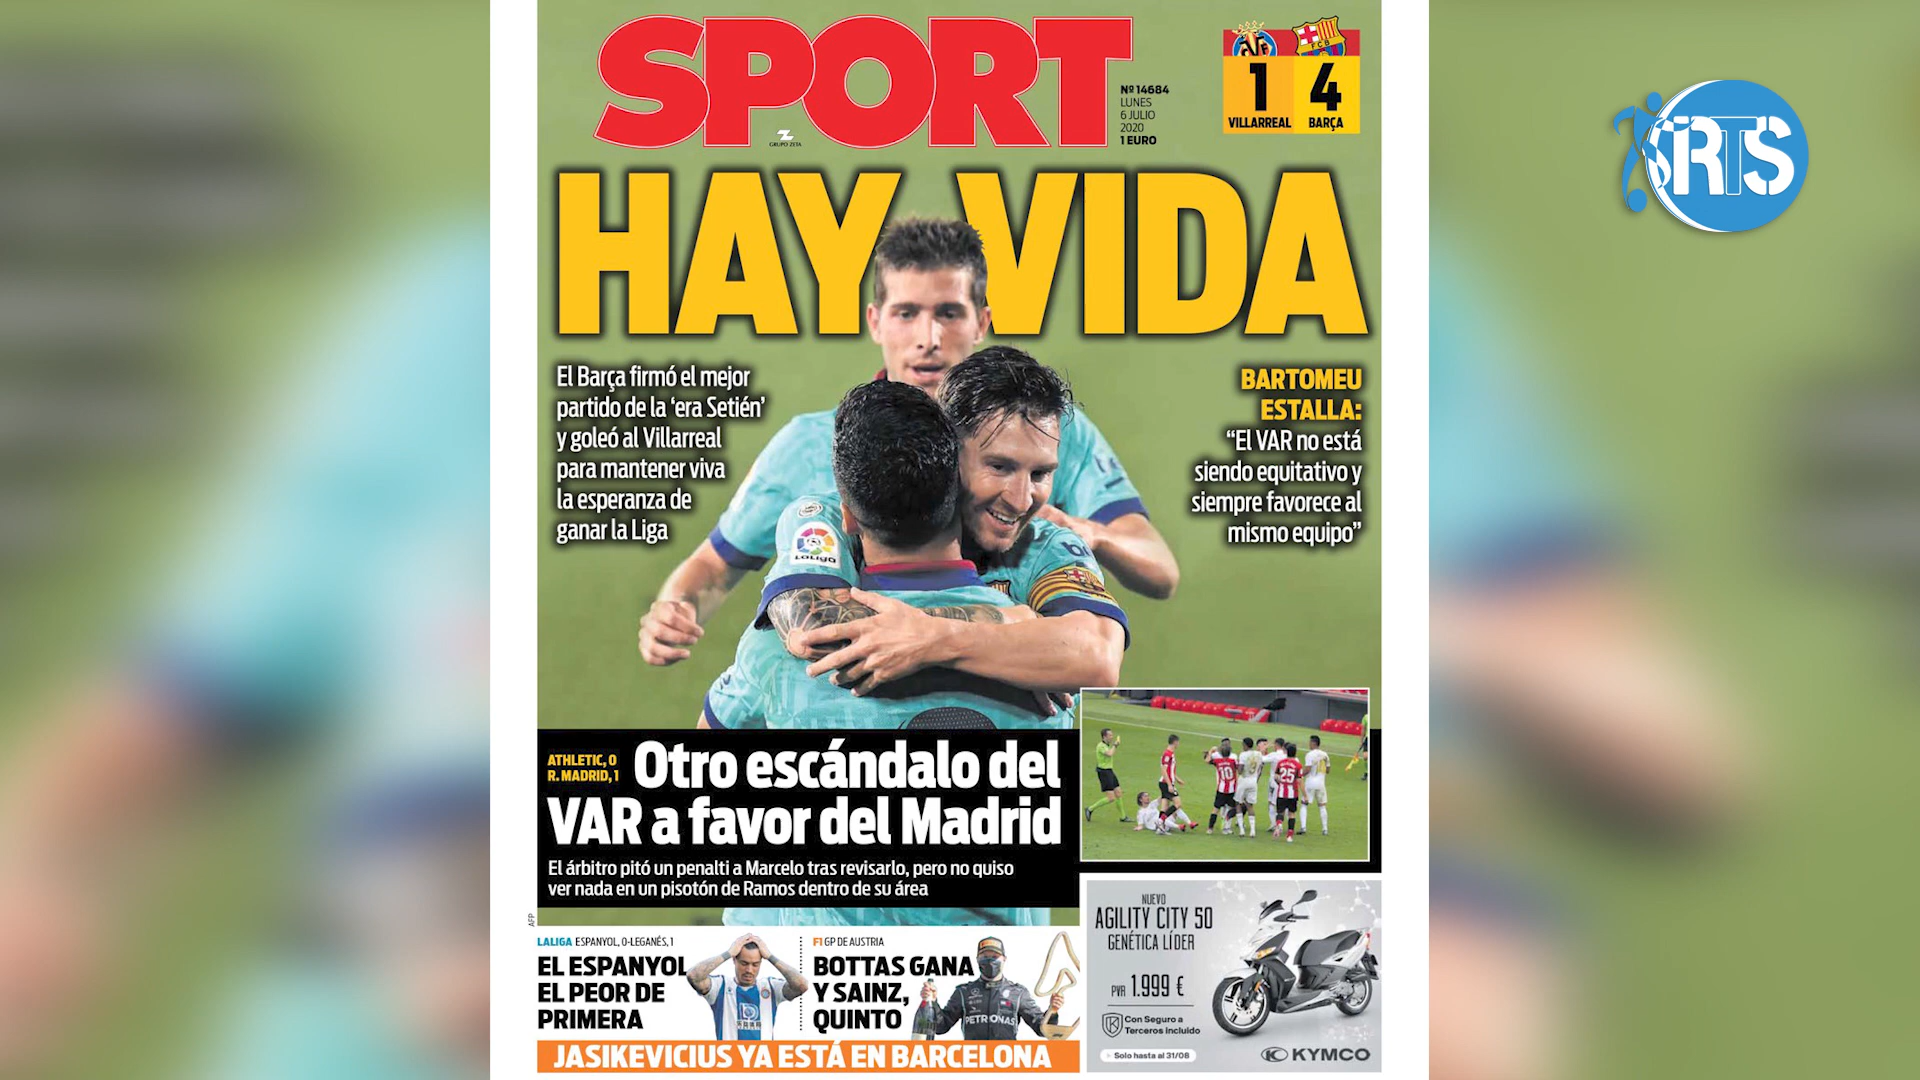 SPORT
GRUPO ZETA
Nº 14684
LUNES
6 JULIO
2020
1 EURO
CVF
FCB
1 4
VILLARREAL BARÇA
RTS
HAY VIDA
El Barça firmó el mejor
partido de la ‘era Setién’
y goleó al Villarreal
para mantener viva
la esperanza de
ganar la Liga
BARTOMEU
ESTALLA:
“El VAR no está
siendo equitativo y
siempre favorece al
mismo equipo”
LaLiga
ATHLETIC, 0
R. MADRID, 1
Otro escándalo del
VAR a favor del Madrid
El árbitro pitó un penalti a Marcelo tras revisarlo, pero no quiso
ver nada en un pisotón de Ramos dentro de su área
10
25
AFP
LALIGA ESPANYOL, 0-LEGANÉS, 1
EL ESPANYOL
EL PEOR DE
PRIMERA
F1 GP DE AUSTRIA
BOTTAS GANA
Y SAINZ,
QUINTO
PETRONAS
JASIKEVICIUS YA ESTÁ EN BARCELONA
NUEVO
AGILITY CITY 50
GENÉTICA LÍDER
PVR 1.999 €
Con Seguro a
Terceros incluido
Solo hasta al 31/08
KYMCO